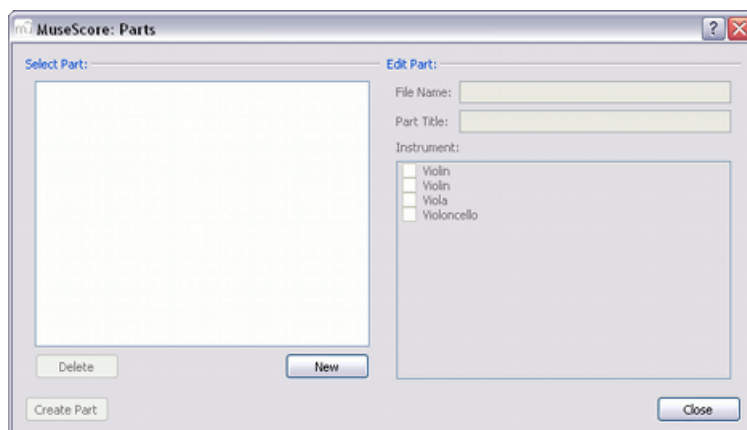 MuseScore: Parts
Select Part:
Edit Part:
File Name:
Part Title:
Instrument:
Violin
Violin
Viola
Violoncello
Delete
New
Create Part
Close